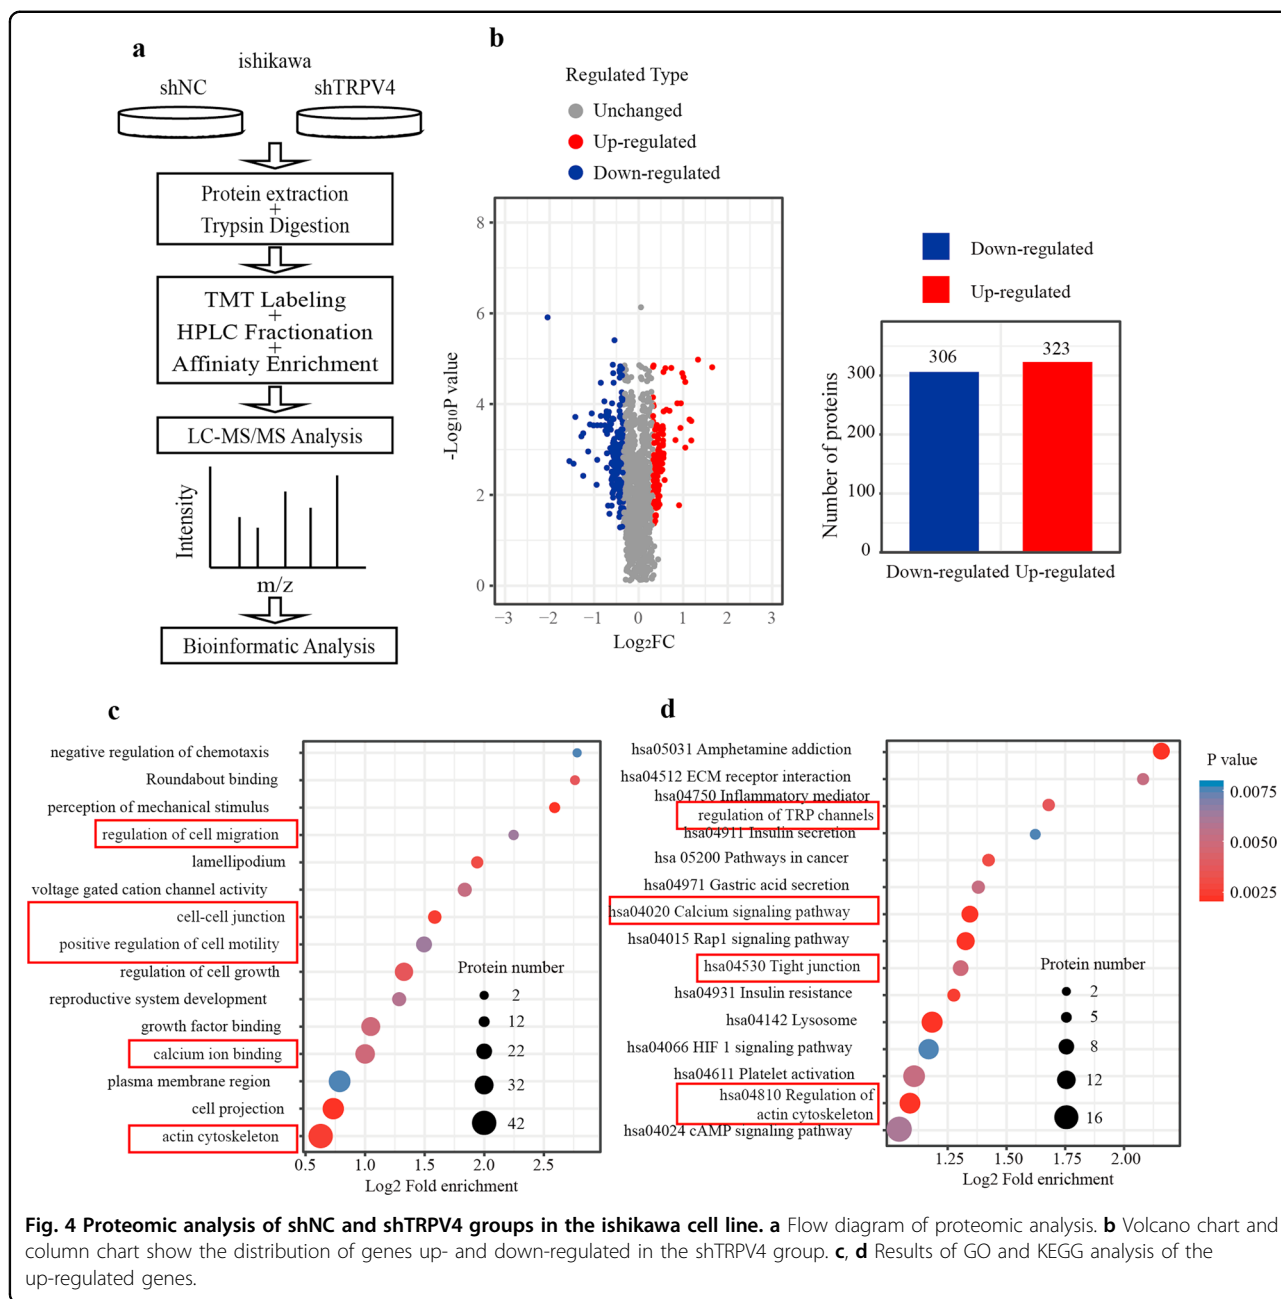 a
ishikawa
shNC shTRPV4
Protein extraction
+
Trypsin Digestion
TMT Labeling
+
HPLC Fractionation
+
Affiniaty Enrichment
LC-MS/MS Analysis
Intensity
m/z
Bioinformatic Analysis
b
Regulated Type
Unchanged
Up-regulated
Down-regulated
-Log10P value
8
6
4
2
0
−3 −2 −1 0 1 2 3
Log2FC
Down-regulated
Up-regulated
Number of proteins
306 323
300
200
100
0
Down-regulated Up-regulated
c
negative regulation of chemotaxis
Roundabout binding
perception of mechanical stimulus
regulation of cell migration
lamellipodium
voltage gated cation channel activity
cell-cell junction
positive regulation of cell motility
regulation of cell growth
reproductive system development
growth factor binding
calcium ion binding
plasma membrane region
cell projection
actin cytoskeleton
Protein number
2
12
22
32
42
0.5 1.0 1.5 2.0 2.5
Log2 Fold enrichment
d
hsa05031 Amphetamine addiction
hsa04512 ECM receptor interaction
hsa04750 Inflammatory mediator
regulation of TRP channels
hsa04911 Insulin secretion
hsa 05200 Pathways in cancer
hsa04971 Gastric acid secretion
hsa04020 Calcium signaling pathway
hsa04015 Rap1 signaling pathway
hsa04530 Tight junction
hsa04931 Insulin resistance
hsa04142 Lysosome
hsa04066 HIF 1 signaling pathway
hsa04611 Platelet activation
hsa04810 Regulation of
actin cytoskeleton
hsa04024 cAMP signaling pathway
Protein number
2
5
8
12
16
1.25 1.50 1.75 2.00
Log2 Fold enrichment
P value
0.0075
0.0050
0.0025
Fig. 4 Proteomic analysis of shNC and shTRPV4 groups in the ishikawa cell line. a Flow diagram of proteomic analysis. b Volcano chart and
column chart show the distribution of genes up- and down-regulated in the shTRPV4 group. c, d Results of GO and KEGG analysis of the
up-regulated genes.